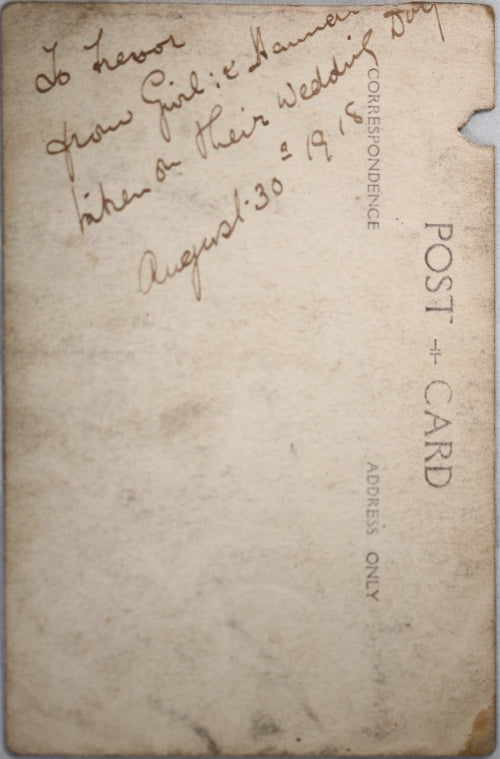 To Trevor
from Girlie & Hannen
taken on their Wedding Day
August 30 1918
POST CARD
CORRESPONDENCE
ADDRESS ONLY